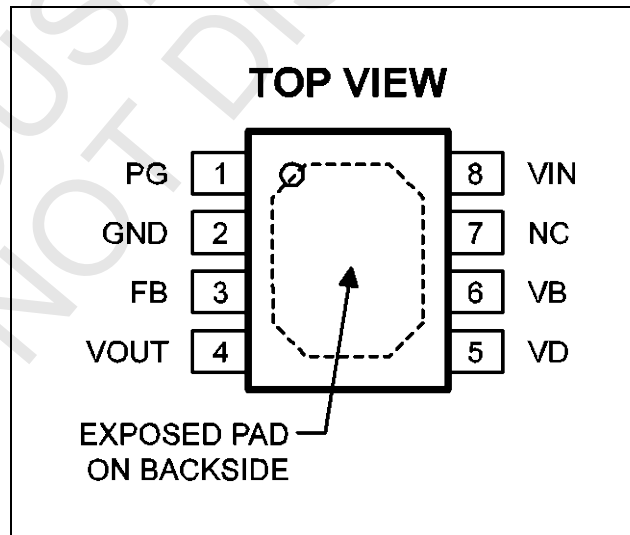 TOP VIEW
PG 1 8 VIN
GND 2 7 NC
FB 3 6 VB
VOUT 4 5 VD
EXPOSED PAD
ON BACKSIDE
NOT